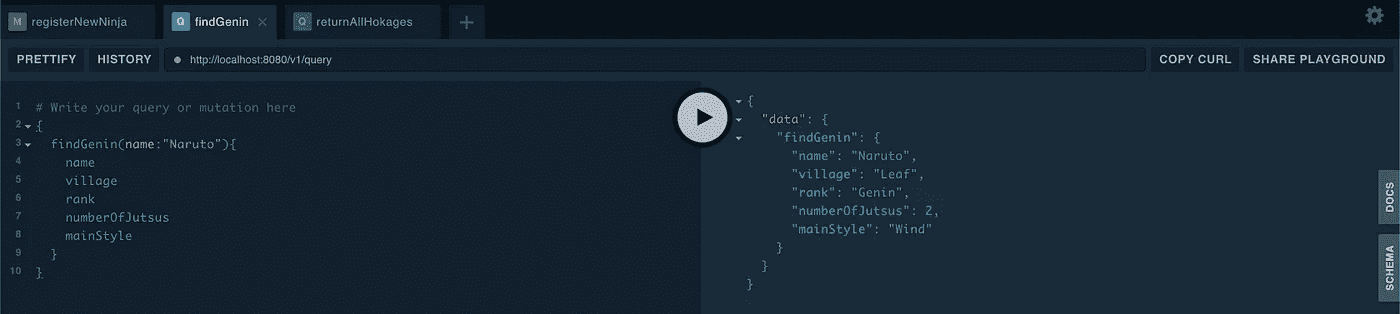 M registerNewNinja
Q findGenin ×
Q returnAllHokages
+
PRETTIFY
HISTORY
http://localhost:8080/v1/query
COPY CURL
SHARE PLAYGROUND
1 # Write your query or mutation here
2 {
3 findGenin(name:"Naruto"){
4 name
5 village
6 rank
7 numberOfJutsus
8 mainStyle
9 }
10 }
{
"data": {
"findGenin": {
"name": "Naruto",
"village": "Leaf",
"rank": "Genin",
"numberOfJutsus": 2,
"mainStyle": "Wind"
}
}
}
DOCS
SCHEMA